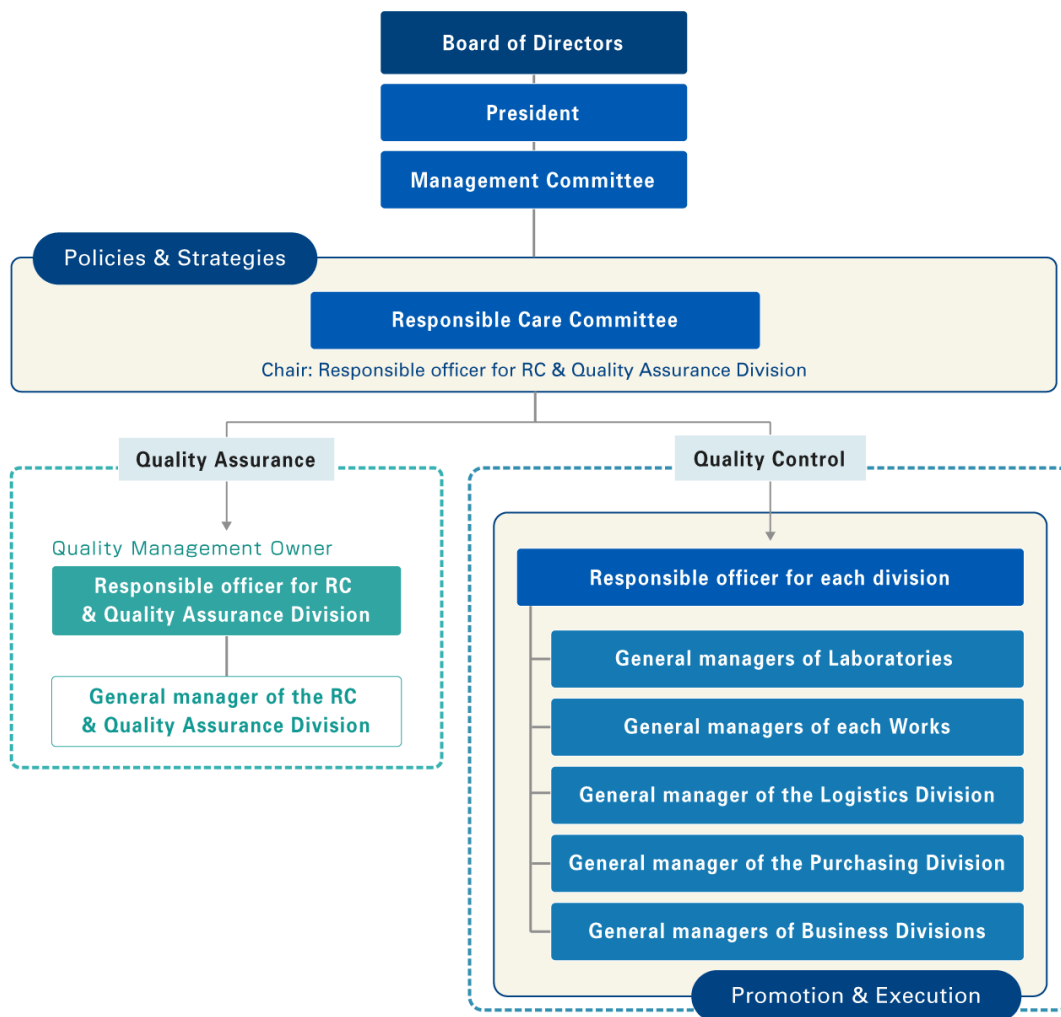 Board of Directors
President
Management Committee
Policies & Strategies
Responsible Care Committee
Chair: Responsible officer for RC & Quality Assurance Division
Quality Assurance
Quality Management Owner
Responsible officer for RC
& Quality Assurance Division
General manager of the RC
& Quality Assurance Division
Quality Control
Responsible officer for each division
General managers of Laboratories
General managers of each Works
General manager of the Logistics Division
General manager of the Purchasing Division
General managers of Business Divisions
Promotion & Execution